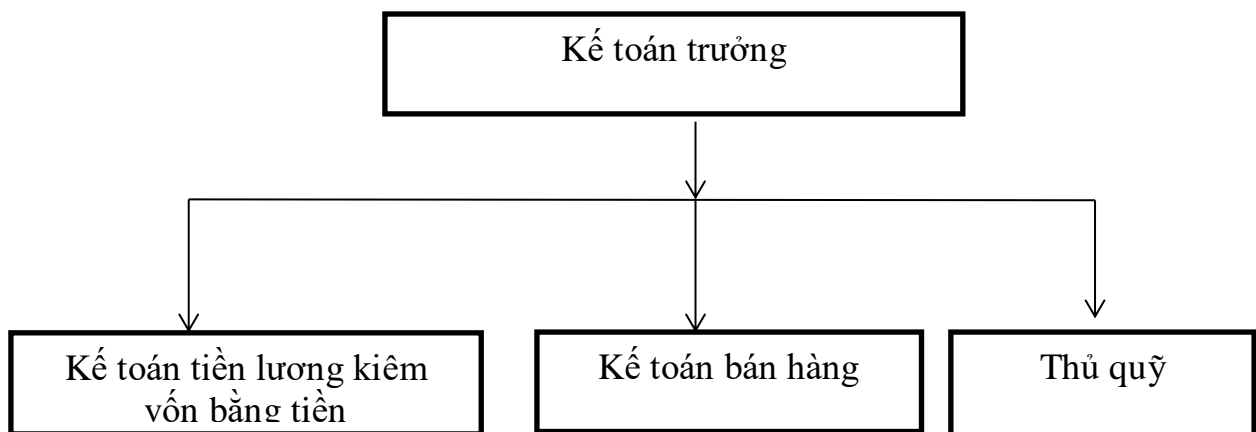 Kế toán trưởng
Kế toán tiền lương kiêm
vốn bằng tiền
Kế toán bán hàng
Thủ quỹ